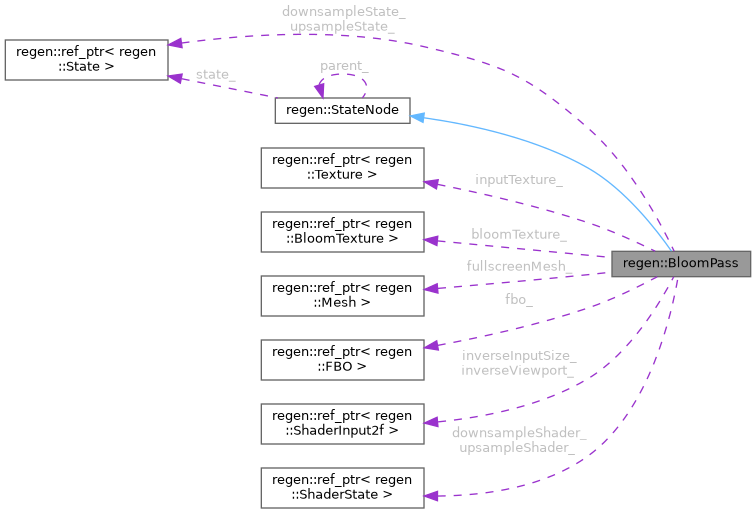 downsampleState_
upsampleState_
regen::ref_ptr< regen
::State >
state_
parent_
regen::StateNode
regen::ref_ptr< regen
::Texture >
inputTexture_
regen::ref_ptr< regen
::BloomTexture >
bloomTexture_
regen::BloomPass
fullscreenMesh_
regen::ref_ptr< regen
::Mesh >
fbo_
regen::ref_ptr< regen
::FBO >
inverseInputSize_
inverseViewport_
regen::ref_ptr< regen
::ShaderInput2f >
downsampleShader_
upsampleShader_
regen::ref_ptr< regen
::ShaderState >